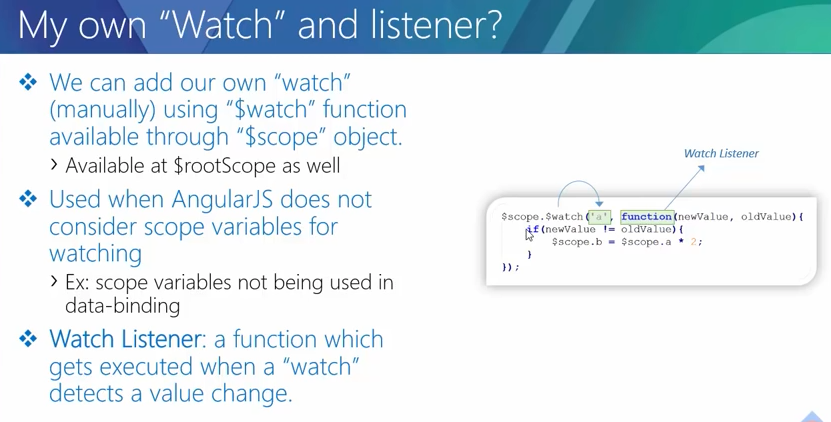 My own “Watch” and listener?
❖ We can add our own “watch”
(manually) using “$watch” function
available through “$scope” object.
› Available at $rootScope as well
❖ Used when AngularJS does not
consider scope variables for
watching
› Ex: scope variables not being used in
data-binding
❖ Watch Listener: a function which
gets executed when a “watch”
detects a value change.
Watch Listener
$scope.$watch('a', function(newValue, oldValue){
if(newValue != oldValue){
$scope.b = $scope.a * 2;
}
});